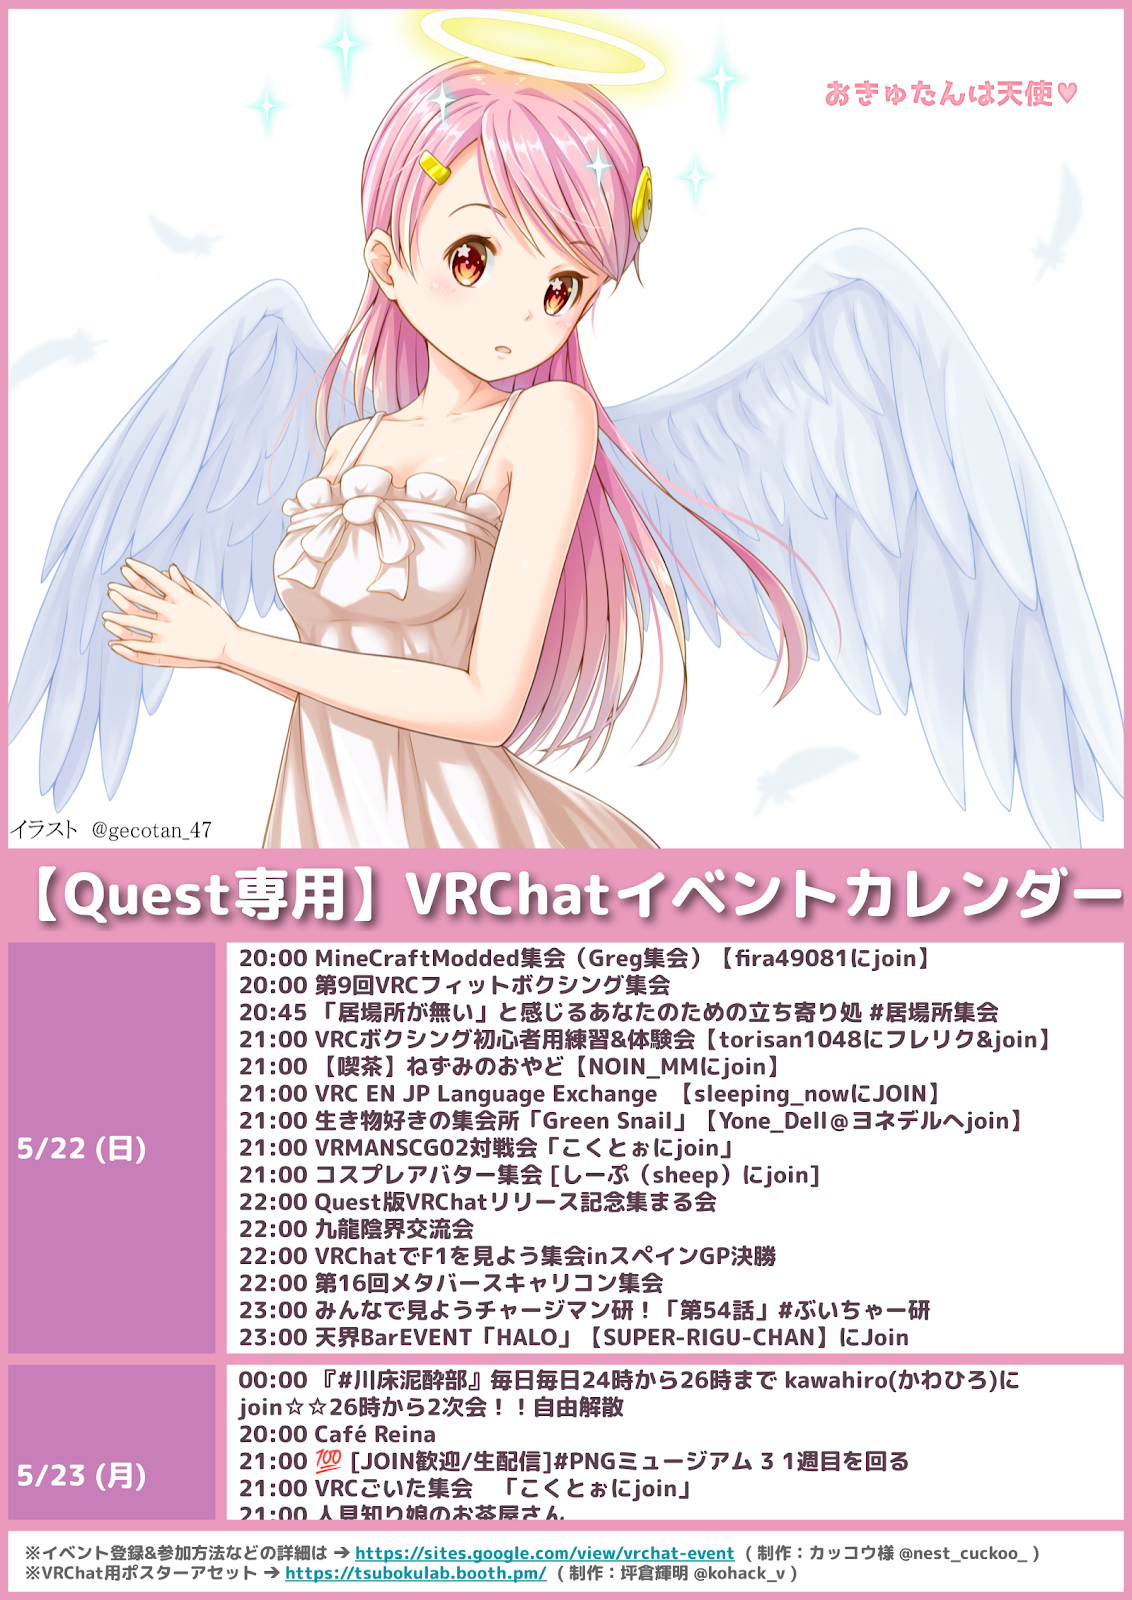 おきゅたんは天使♥
イラスト @gecotan_47
【Quest専用】VRChatイベントカレンダー
5/22 (日)
20:00 MineCraftModded集会（Greg集会）【fira49081にjoin】
20:00 第9回VRCフィットボクシング集会
20:45 「居場所が無い」と感じるあなたのための立ち寄り処 #居場所集会
21:00 VRCボクシング初心者用練習&体験会【torisan1048にフレリク&join】
21:00 【喫茶】ねずみのおやど【NOIN_MMにjoin】
21:00 VRC EN JP Language Exchange 【sleeping_nowにJOIN】
21:00 生き物好きの集会所「Green Snail」【Yone_Dell＠ヨネデルへjoin】
21:00 VRMANSCG02対戦会「こくとぉにjoin」
21:00 コスプレアバター集会 [しーぷ（sheep）にjoin]
22:00 Quest版VRChatリリース記念集まる会
22:00 九龍陰界交流会
22:00 VRChatでF1を見よう集会inスペインGP決勝
22:00 第16回メタバースキャリコン集会
23:00 みんなで見ようチャージマン研！「第54話」#ぶいちゃー研
23:00 天界BarEVENT「HALO」【SUPER-RIGU-CHAN】にJoin
5/23 (月)
00:00 『#川床泥酔部』毎日毎日24時から26時まで kawahiro(かわひろ)に
join☆☆26時から2次会！！自由解散
20:00 Café Reina
21:00 💯 [JOIN歓迎/生配信]#PNGミュージアム 3 1週目を回る
21:00 VRCごいた集会　「こくとぉにjoin」
21:00 人見知り娘のお茶屋さん
※イベント登録&参加方法などの詳細は ➔ https://sites.google.com/view/vrchat-event ( 制作：カッコウ様 @nest_cuckoo_ )
※VRChat用ポスターアセット ➔ https://tsubokulab.booth.pm/ ( 制作：坪倉輝明 @kohack_v )